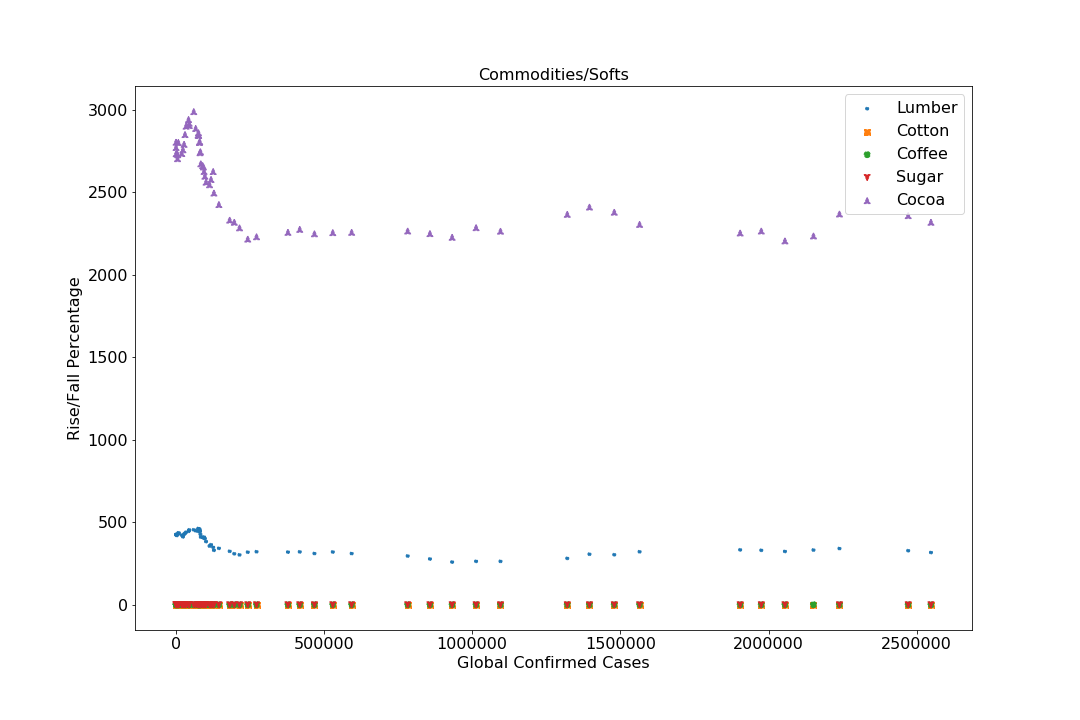 Commodities/Softs
Lumber
Cotton
Coffee
Sugar
Cocoa
Rise/Fall Percentage
3000
2500
2000
1500
1000
500
0
0 500000 1000000 1500000 2000000 2500000
Global Confirmed Cases